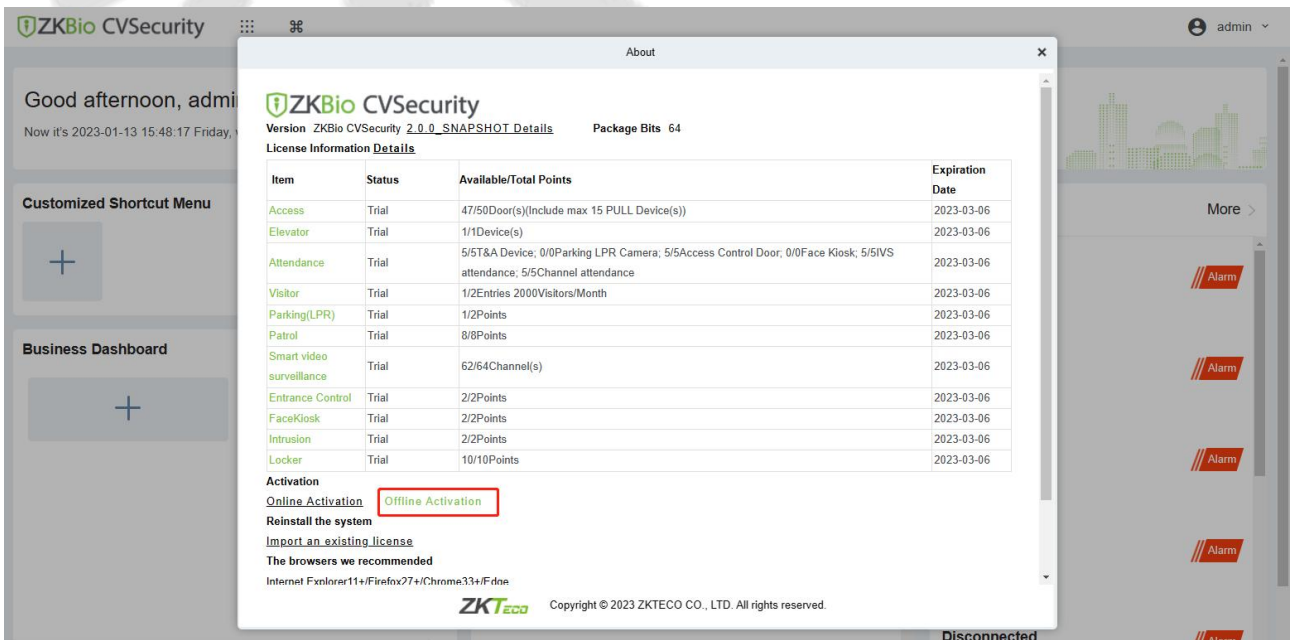 ZKBio CVSecurity
admin
About
Good afternoon, admi
Now it's 2023-01-13 15:48:17 Friday,
Customized Shortcut Menu
Business Dashboard
ZKBio CVSecurity
Version ZKBio CVSecurity 2.0.0_SNAPSHOT Details Package Bits 64
License Information Details
Item Status Available/Total Points Expiration Date
Access Trial 47/50Door(s)(Include max 15 PULL Device(s)) 2023-03-06
Elevator Trial 1/1Device(s) 2023-03-06
Attendance Trial 5/5T&A Device; 0/0Parking LPR Camera; 5/5Access Control Door; 0/0Face Kiosk; 5/5IVS
attendance; 5/5Channel attendance 2023-03-06
Visitor Trial 1/2Entries 2000Visitors/Month 2023-03-06
Parking(LPR) Trial 1/2Points 2023-03-06
Patrol Trial 8/8Points 2023-03-06
Smart video
surveillance Trial 62/64Channel(s) 2023-03-06
Entrance Control Trial 2/2Points 2023-03-06
FaceKiosk Trial 2/2Points 2023-03-06
Intrusion Trial 2/2Points 2023-03-06
Locker Trial 10/10Points 2023-03-06
Activation
Online Activation Offline Activation
Reinstall the system
Import an existing license
The browsers we recommended
Internet Explorer11+/Firefox27+/Chrome33+/Edge
ZKTeco Copyright © 2023 ZKTECO CO., LTD. All rights reserved.
More
Alarm
Alarm
Alarm
Alarm
Disconnected
Alarm